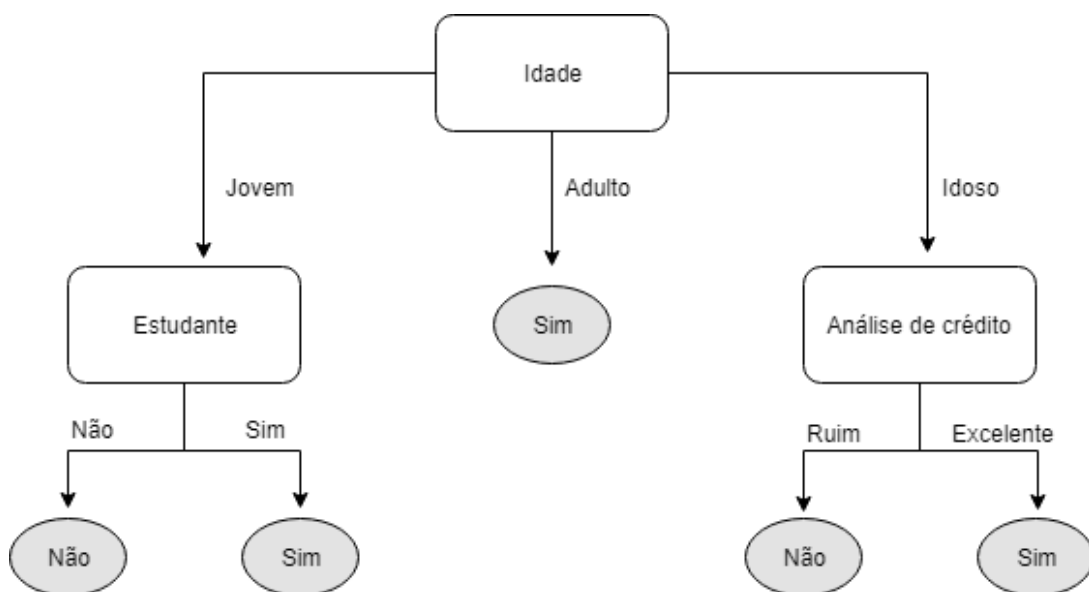 Idade
Jovem
Adulto
Idoso
Estudante
Sim
Análise de crédito
Não
Sim
Ruim
Excelente
Não
Sim
Não
Sim